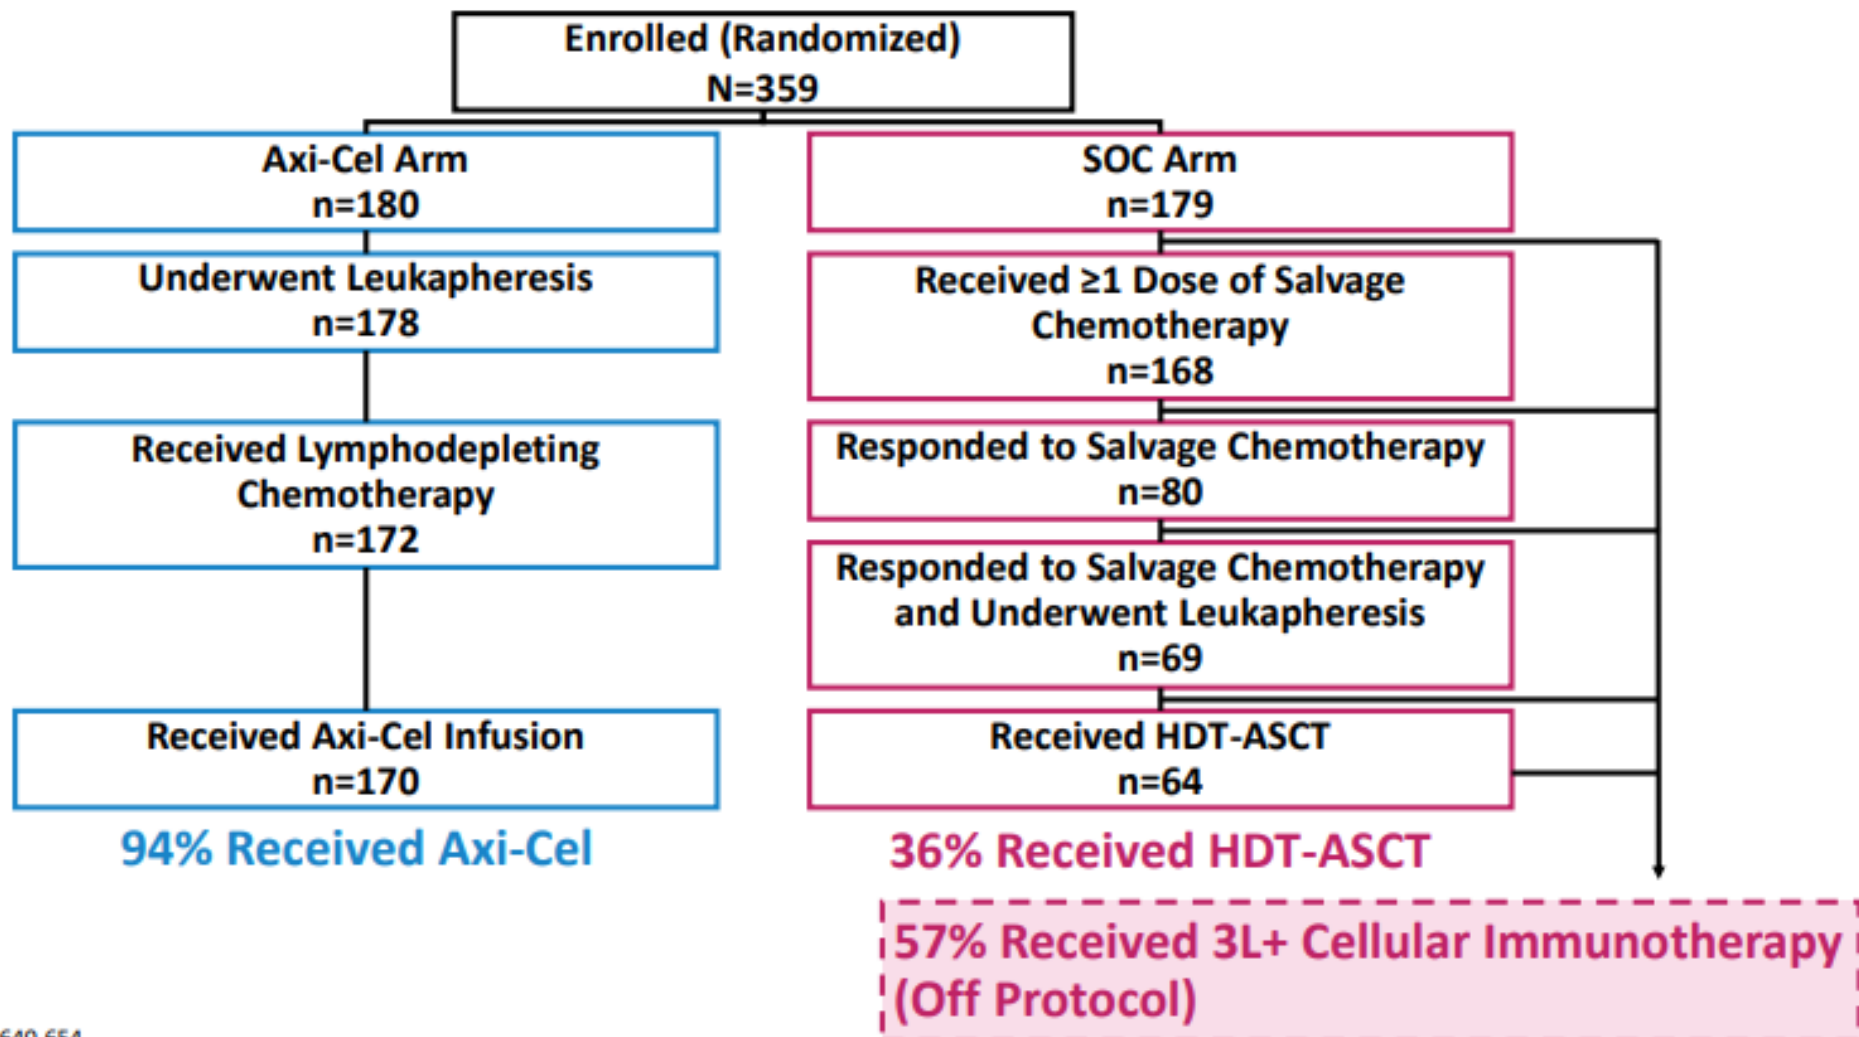 Enrolled (Randomized)
N=359
Axi-Cel Arm
n=180
Underwent Leukapheresis
n=178
Received Lymphodepleting
Chemotherapy
n=172
Received Axi-Cel Infusion
n=170
94% Received Axi-Cel
SOC Arm
n=179
Received ≥1 Dose of Salvage
Chemotherapy
n=168
Responded to Salvage Chemotherapy
n=80
Responded to Salvage Chemotherapy
and Underwent Leukapheresis
n=69
Received HDT-ASCT
n=64
36% Received HDT-ASCT
57% Received 3L+ Cellular Immunotherapy
(Off Protocol)